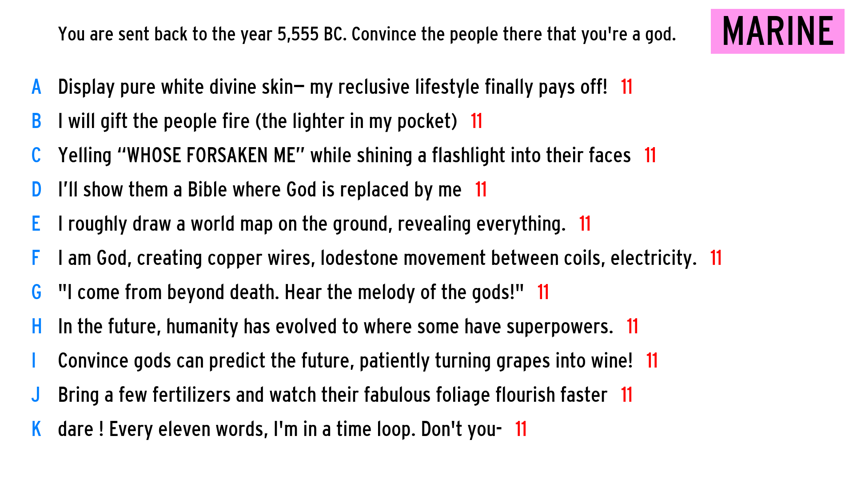 You are sent back to the year 5,555 BC. Convince the people there that you're a god.
MARINE
A Display pure white divine skin— my reclusive lifestyle finally pays off! 11
B I will gift the people fire (the lighter in my pocket) 11
C Yelling “WHOSE FORSAKEN ME” while shining a flashlight into their faces 11
D I’ll show them a Bible where God is replaced by me 11
E I roughly draw a world map on the ground, revealing everything. 11
F I am God, creating copper wires, lodestone movement between coils, electricity. 11
G "I come from beyond death. Hear the melody of the gods!" 11
H In the future, humanity has evolved to where some have superpowers. 11
I Convince gods can predict the future, patiently turning grapes into wine! 11
J Bring a few fertilizers and watch their fabulous foliage flourish faster 11
K dare ! Every eleven words, I'm in a time loop. Don't you- 11